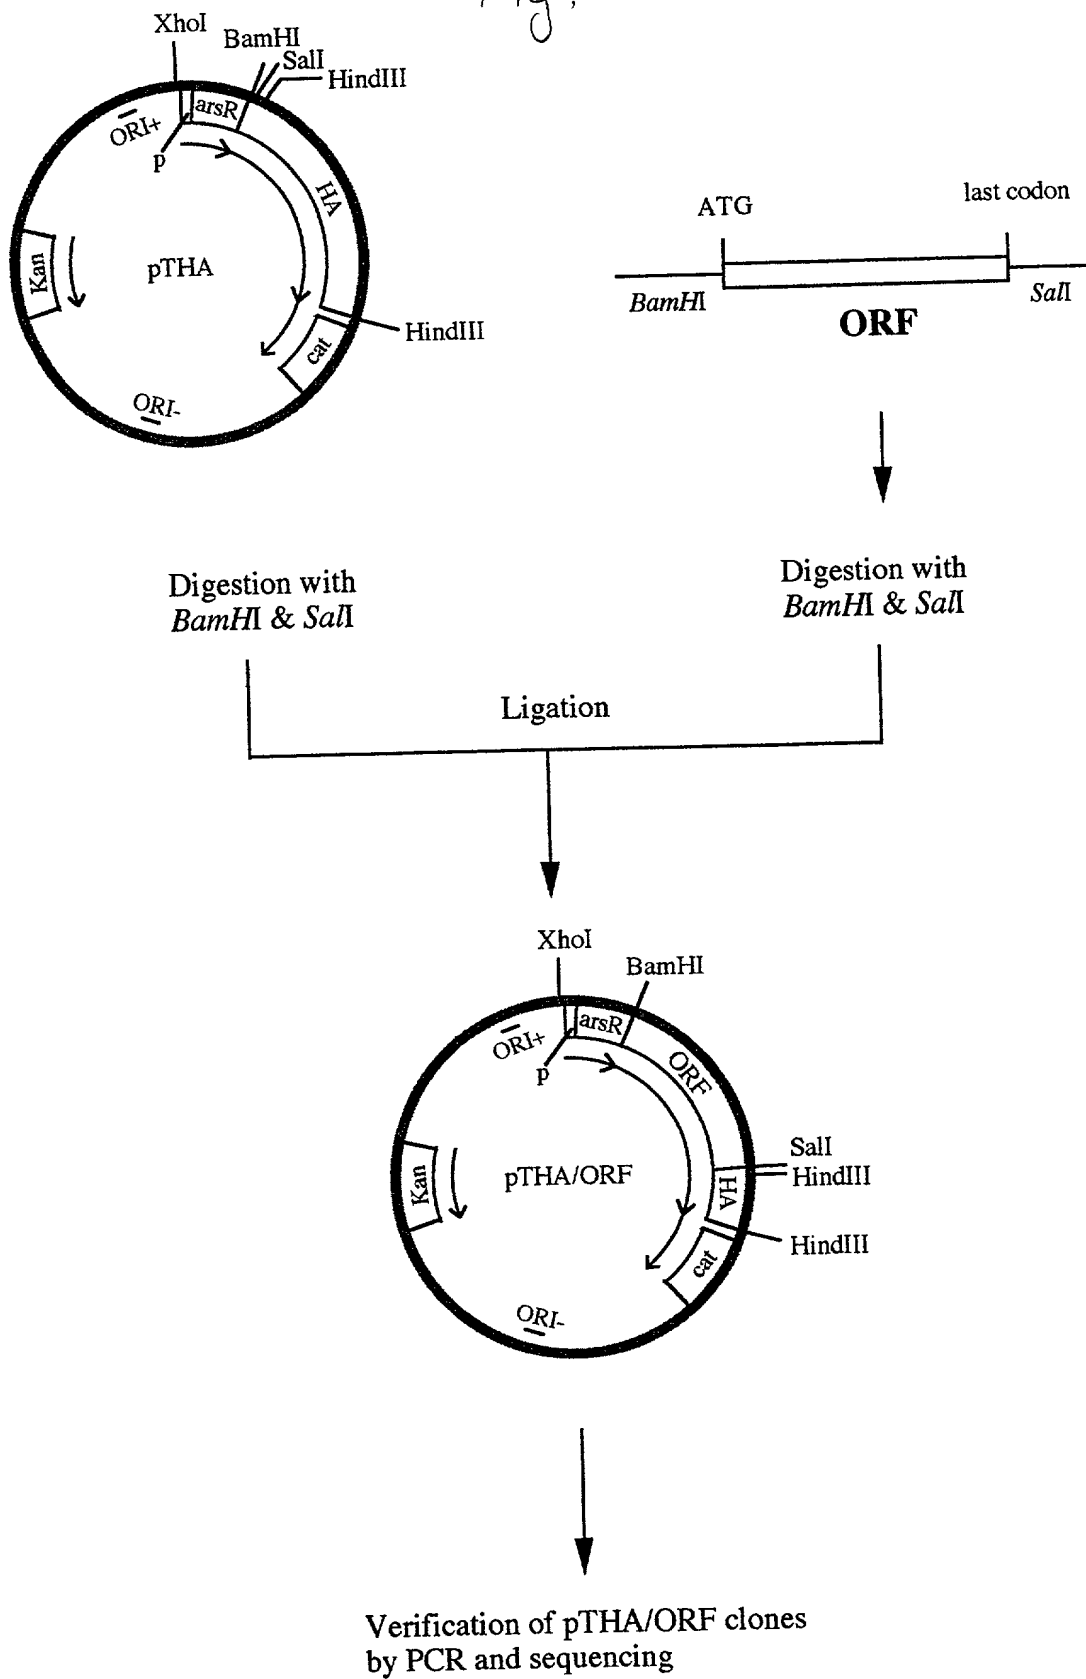 Fig.
XhoI
BamHI
SalI
HindIII
ORI+
arsR
p
HA
Kan
pTHA
HindIII
cat
ORI-
ATG
last codon
BamHI
SalI
ORF
Digestion with
BamHI & SalI
Digestion with
BamHI & SalI
Ligation
XhoI
BamHI
ORI+
arsR
p
ORF
SalI
HindIII
Kan
pTHA/ORF
HA
HindIII
cat
ORI-
Verification of pTHA/ORF clones
by PCR and sequencing